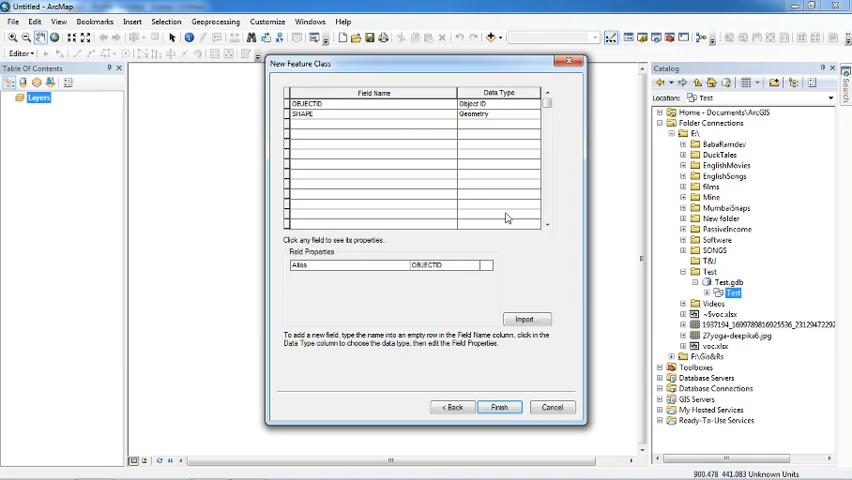 Untitled - ArcMap
File Edit View Bookmarks Insert Selection Geoprocessing Customize Windows Help
Editor
Table Of Contents
Layers
New Feature Class
Field Name Data Type
OBJECTID Object ID
SHAPE Geometry
Click any field to see its properties.
Field Properties
Alias OBJECTID
Import...
To add a new field, type the name into an empty row in the Field Name column, click in the
Data Type column to choose the data type, then edit the Field Properties.
< Back Finish Cancel
Catalog
Location: Test
Home - Documents\ArcGIS
Folder Connections
E:\
BabaRamdev
DuckTales
EnglishMovies
EnglishSongs
films
Mine
MumbaiSnaps
New folder
PassiveIncome
Software
SONGS
T&J
Test
Test.gdb
Test
Videos
~$voc.xlsx
1937194_1699789816925536_2312947229
27yoga-deepika6.jpg
voc.xlsx
F:\Gis&Rs
Toolboxes
Database Servers
Database Connections
GIS Servers
My Hosted Services
Ready-To-Use Services
Search
900.478 441.083 Unknown Units